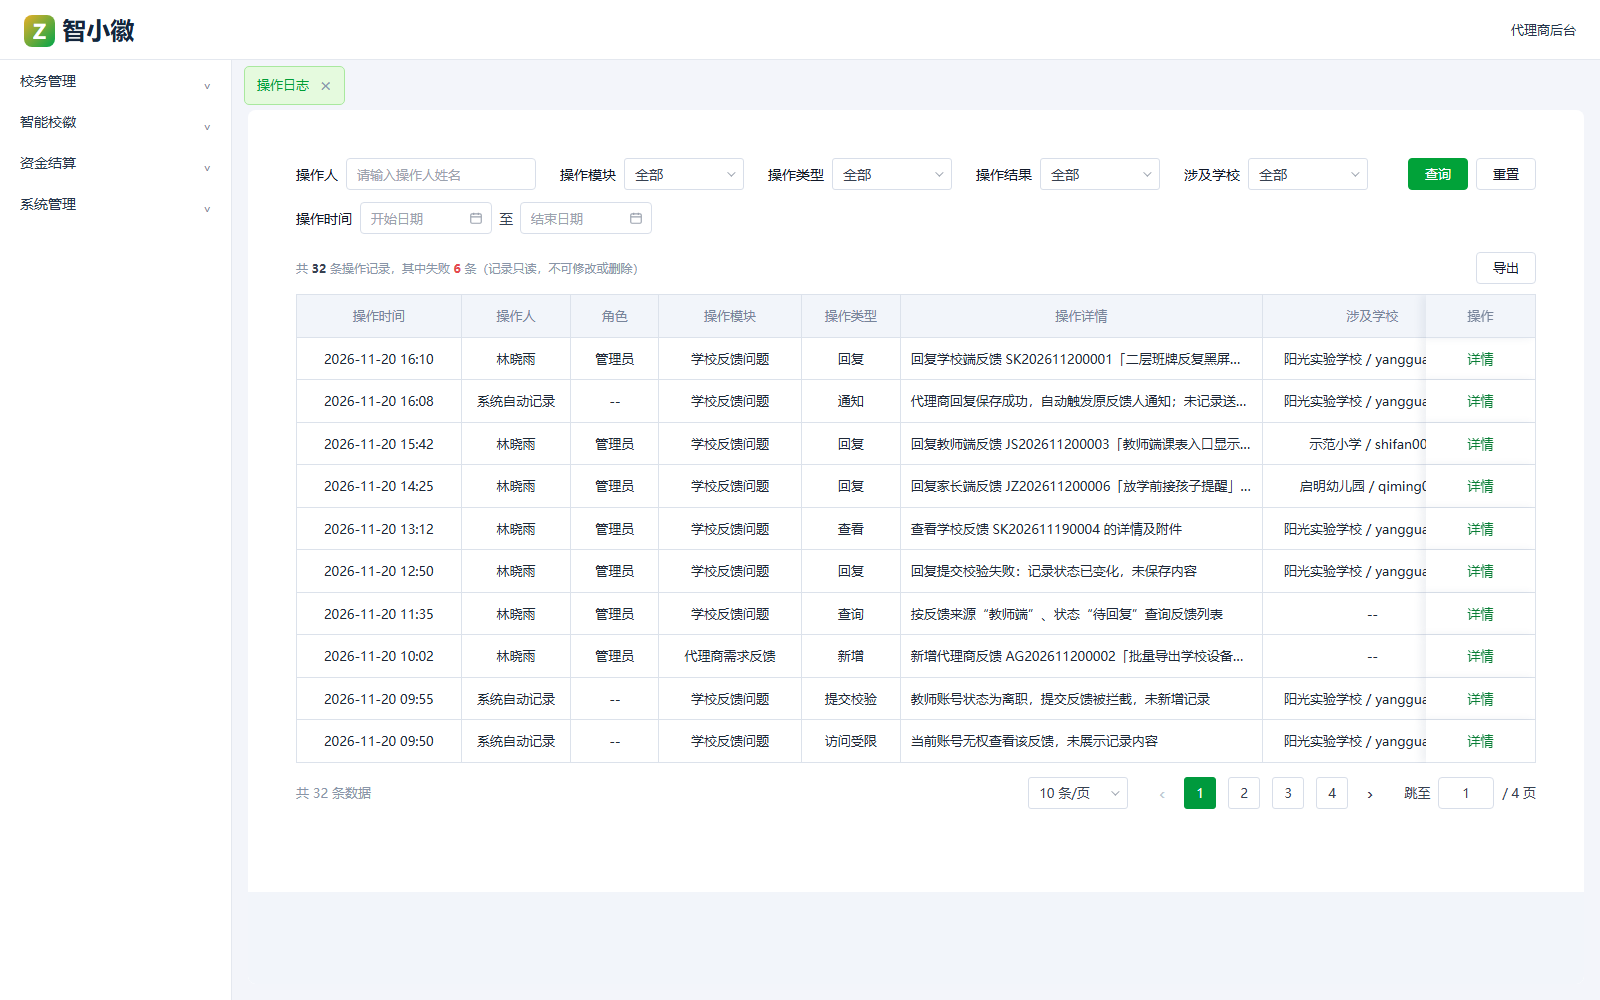 Z 智小徽
代理商后台
校务管理
智能校徽
资金结算
系统管理
操作日志 ×
操作人 请输入操作人姓名 操作模块 全部 操作类型 全部 操作结果 全部 涉及学校 全部 查询 重置
操作时间 开始日期 至 结束日期
共 32 条操作记录，其中失败 6 条（记录只读，不可修改或删除）
导出
操作时间 操作人 角色 操作模块 操作类型 操作详情 涉及学校 操作
2026-11-20 16:10 林晓雨 管理员 学校反馈问题 回复 回复学校端反馈 SK202611200001「二层班牌反复黑屏... 阳光实验学校 / yanggua 详情
2026-11-20 16:08 系统自动记录 -- 学校反馈问题 通知 代理商回复保存成功，自动触发原反馈人通知；未记录送... 阳光实验学校 / yanggua 详情
2026-11-20 15:42 林晓雨 管理员 学校反馈问题 回复 回复教师端反馈 JS202611200003「教师端课表入口显示... 示范小学 / shifan00 详情
2026-11-20 14:25 林晓雨 管理员 学校反馈问题 回复 回复家长端反馈 JZ202611200006「放学前接孩子提醒」... 启明幼儿园 / qiming0 详情
2026-11-20 13:12 林晓雨 管理员 学校反馈问题 查看 查看学校反馈 SK202611190004 的详情及附件 阳光实验学校 / yanggua 详情
2026-11-20 12:50 林晓雨 管理员 学校反馈问题 回复 回复提交校验失败：记录状态已变化，未保存内容 阳光实验学校 / yanggua 详情
2026-11-20 11:35 林晓雨 管理员 学校反馈问题 查询 按反馈来源“教师端”、状态“待回复”查询反馈列表 -- 详情
2026-11-20 10:02 林晓雨 管理员 代理商需求反馈 新增 新增代理商反馈 AG202611200002「批量导出学校设备... -- 详情
2026-11-20 09:55 系统自动记录 -- 学校反馈问题 提交校验 教师账号状态为离职，提交反馈被拦截，未新增记录 阳光实验学校 / yanggua 详情
2026-11-20 09:50 系统自动记录 -- 学校反馈问题 访问受限 当前账号无权查看该反馈，未展示记录内容 阳光实验学校 / yanggua 详情
共 32 条数据 10 条/页 ‹ 1 2 3 4 › 跳至 1 / 4 页